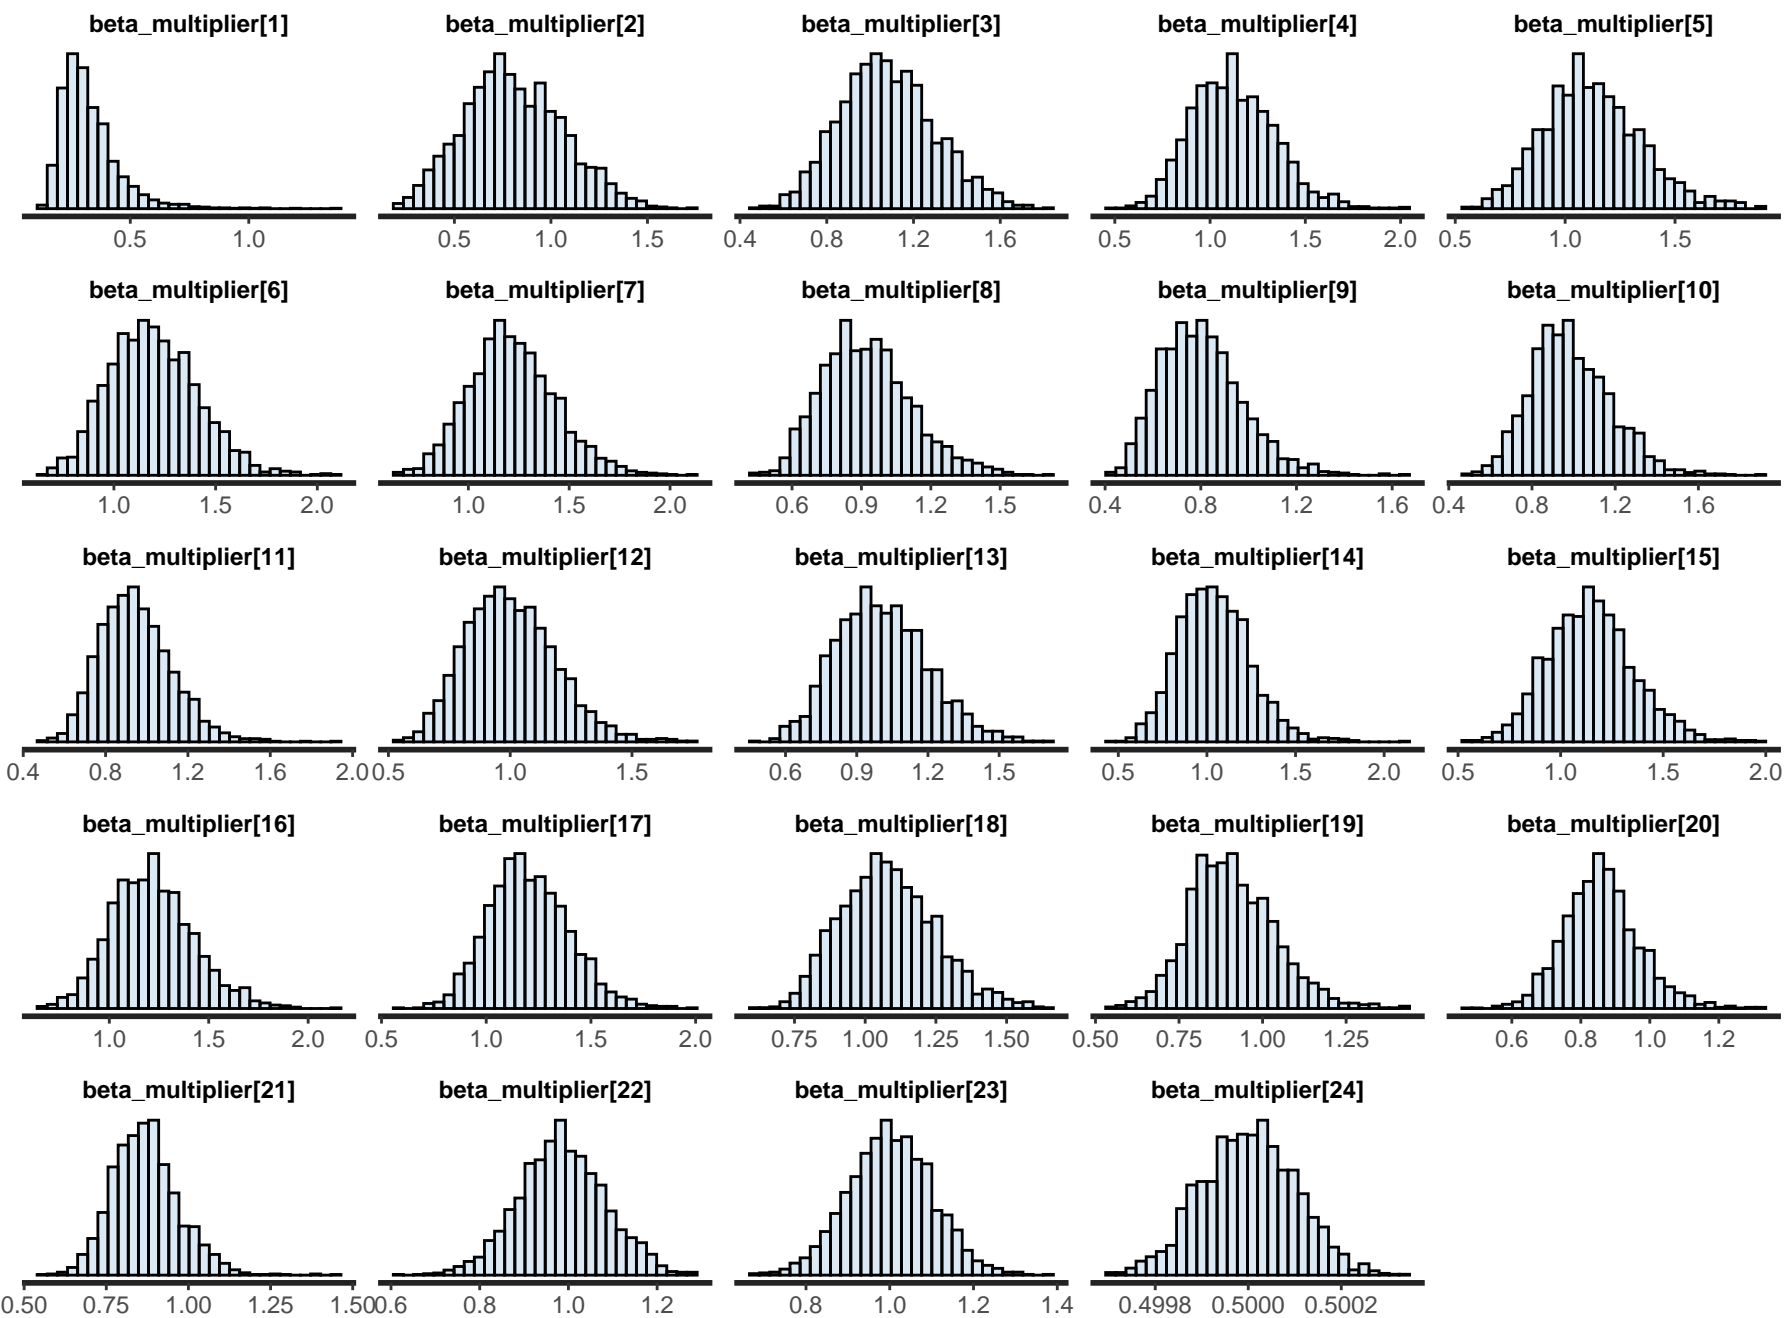 beta_multiplier[1] beta_multiplier[2] beta_multiplier[3] beta_multiplier[4] beta_multiplier[5]
0.5 1.0 0.5 1.0 1.5 0.4 0.8 1.2 1.6 0.5 1.0 1.5 2.0 0.5 1.0 1.5
beta_multiplier[6] beta_multiplier[7] beta_multiplier[8] beta_multiplier[9] beta_multiplier[10]
1.0 1.5 2.0 1.0 1.5 2.0 0.6 0.9 1.2 1.5 0.4 0.8 1.2 1.6 0.4 0.8 1.2 1.6
beta_multiplier[11] beta_multiplier[12] beta_multiplier[13] beta_multiplier[14] beta_multiplier[15]
0.4 0.8 1.2 1.6 2.0 0.5 1.0 1.5 0.6 0.9 1.2 1.5 0.5 1.0 1.5 2.0 0.5 1.0 1.5 2.0
beta_multiplier[16] beta_multiplier[17] beta_multiplier[18] beta_multiplier[19] beta_multiplier[20]
1.0 1.5 2.0 0.5 1.0 1.5 2.0 0.75 1.00 1.25 1.50 0.50 0.75 1.00 1.25 0.6 0.8 1.0 1.2
beta_multiplier[21] beta_multiplier[22] beta_multiplier[23] beta_multiplier[24]
0.50 0.75 1.00 1.25 1.50 0.6 0.8 1.0 1.2 0.8 1.0 1.2 1.4 0.4998 0.5000 0.5002